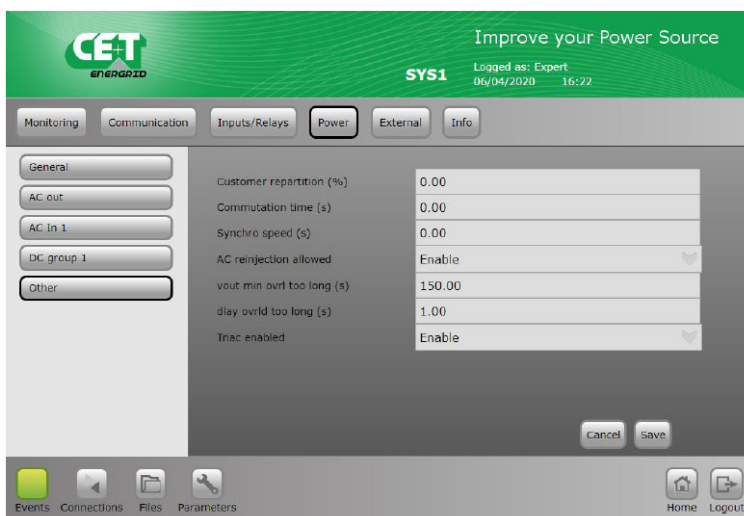 CE+T
ENERGRID
Improve your Power Source
SYS1
Logged as: Expert
06/04/2020 16:22
Monitoring Communication Inputs/Relays Power External Info
General
AC out
AC In 1
DC group 1
Other
Customer repartition (%) 0.00
Commutation time (s) 0.00
Synchro speed (s) 0.00
AC reinjection allowed Enable
vout min ovrl too long (s) 150.00
diay ovrld too long (s) 1.00
Triac enabled Enable
Cancel Save
Events Connections Files Parameters Home Logout